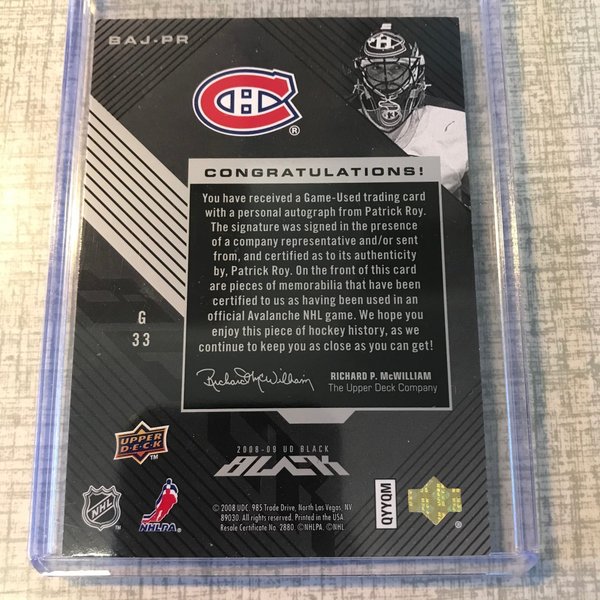 BAJ-PR
CONGRATULATIONS!
You have received a Game-Used trading card
with a personal autograph from Patrick Roy.
The signature was signed in the presence
of a company representative and/or sent
from, and certified as to its authenticity
by, Patrick Roy. On the front of this card
are pieces of memorabilia that have been
certified to us as having been used in an
official Avalanche NHL game. We hope you
enjoy this piece of hockey history, as we
continue to keep you as close as you can get!
G
33
Richard McWilliam
RICHARD P. McWILLIAM
The Upper Deck Company
UPPER
DECK
TM
2008-09 UD BLACK
BLACK
NHL
TM
NHLPA
© 2008 UDC. 985 Trade Drive, North Las Vegas, NV
89030. All rights reserved. Printed in the USA
Resale Certificate No. 2880. ©NHLPA. ©NHL.
QYYQM
®